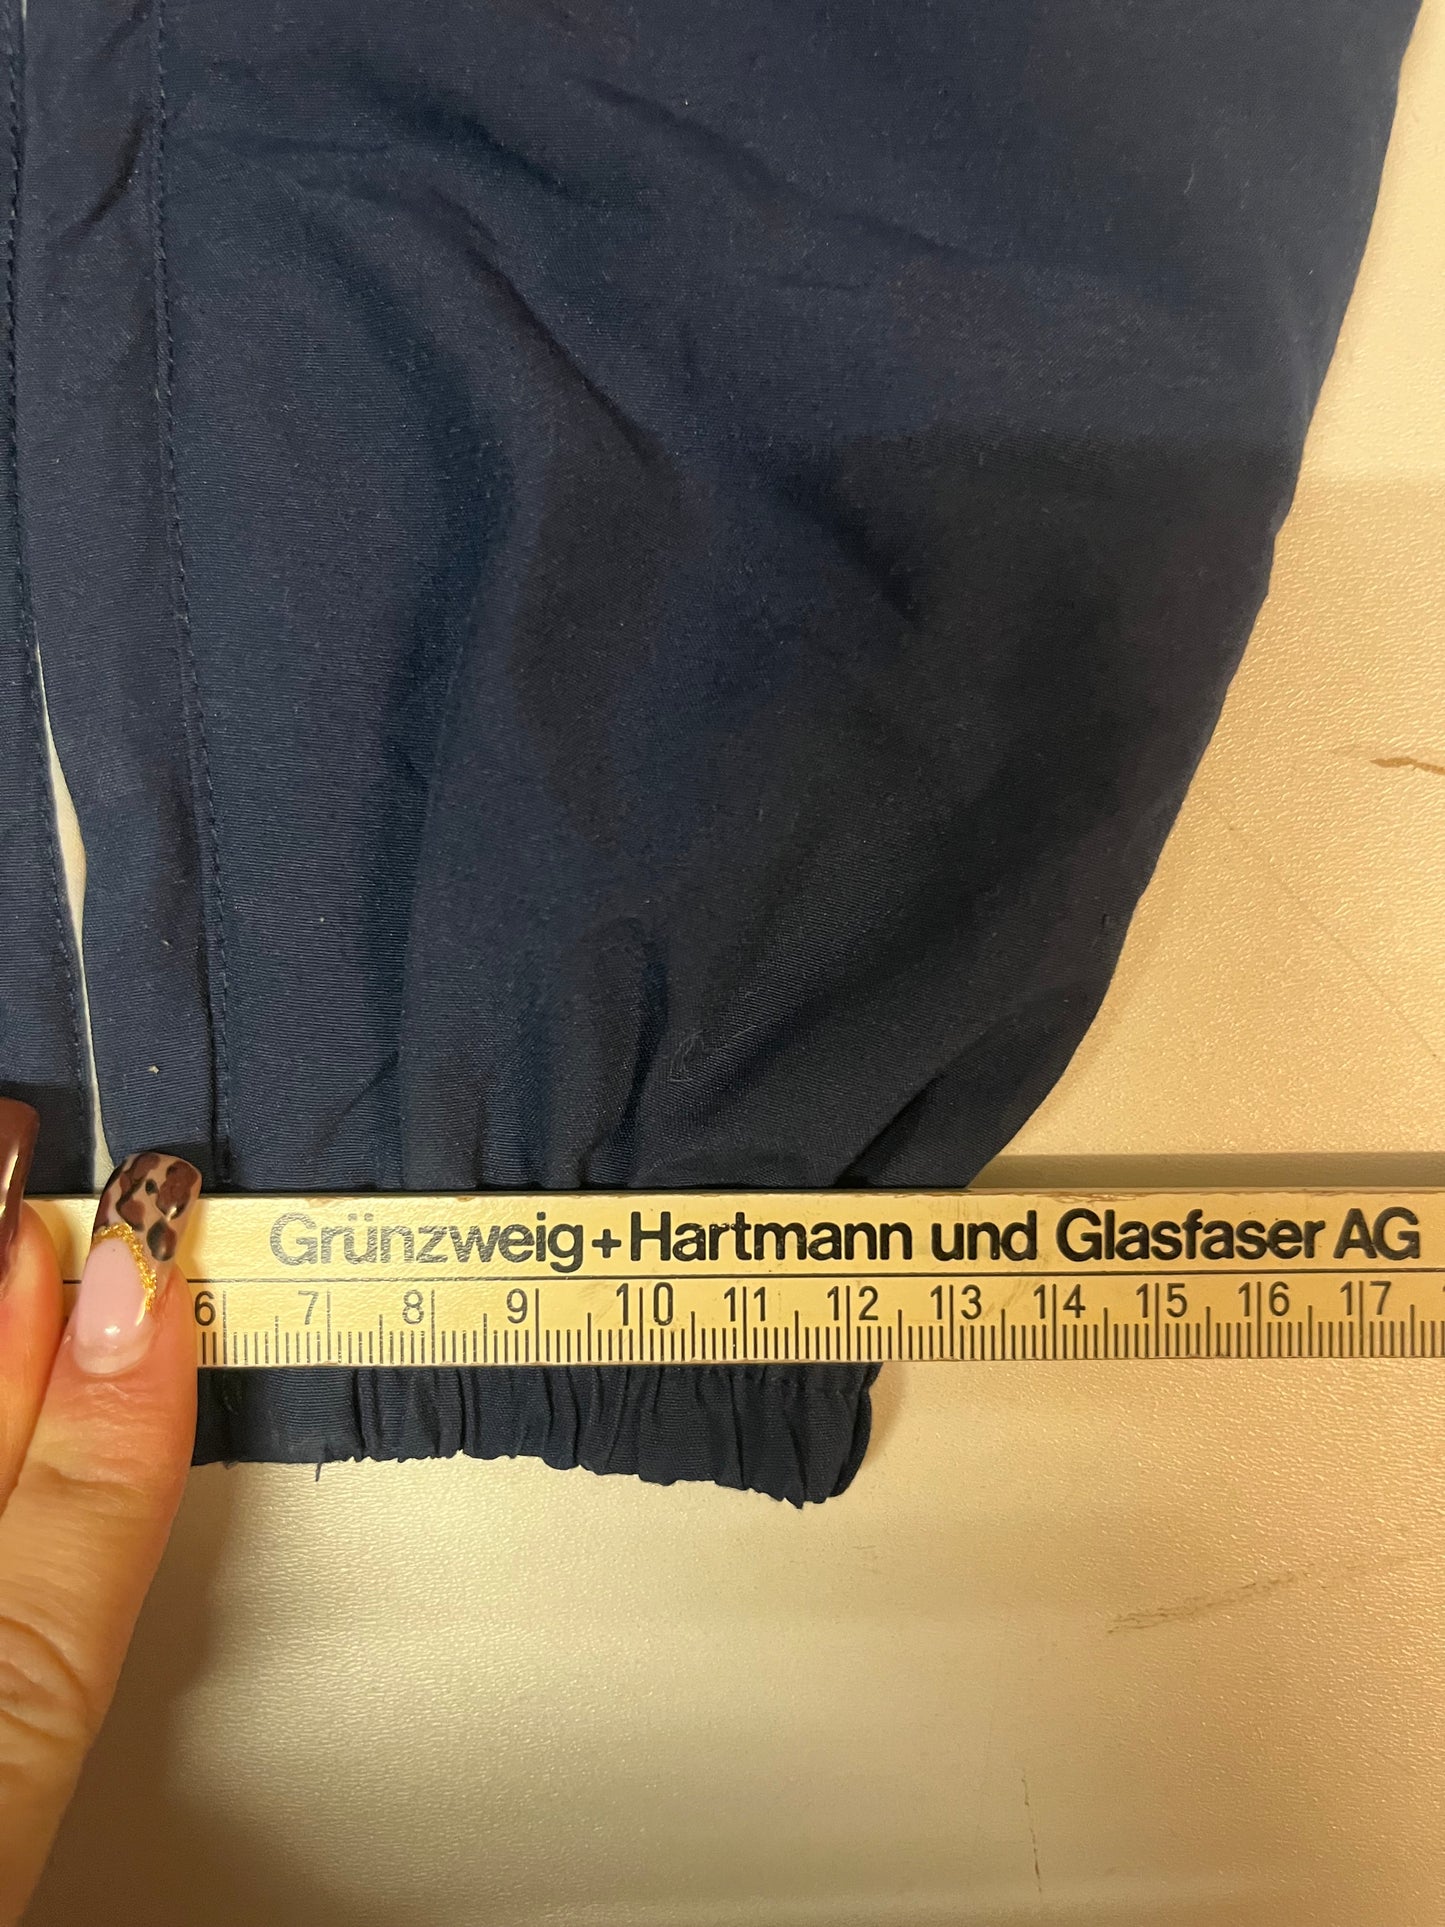 Grünzweig+Hartmann und Glasfaser AG
6 7 8 9 10 11 12 13 14 15 16 17